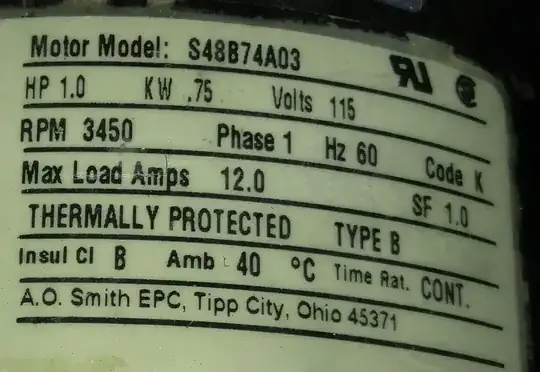 Motor Model: S48B74A03
HP 1.0 KW .75 Volts 115
RPM 3450 Phase 1 Hz 60 Code K
Max Load Amps 12.0 SF 1.0
THERMALLY PROTECTED TYPE B
Insul Cl B Amb 40 °C Time Rat. CONT.
A.O. Smith EPC, Tipp City, Ohio 45371